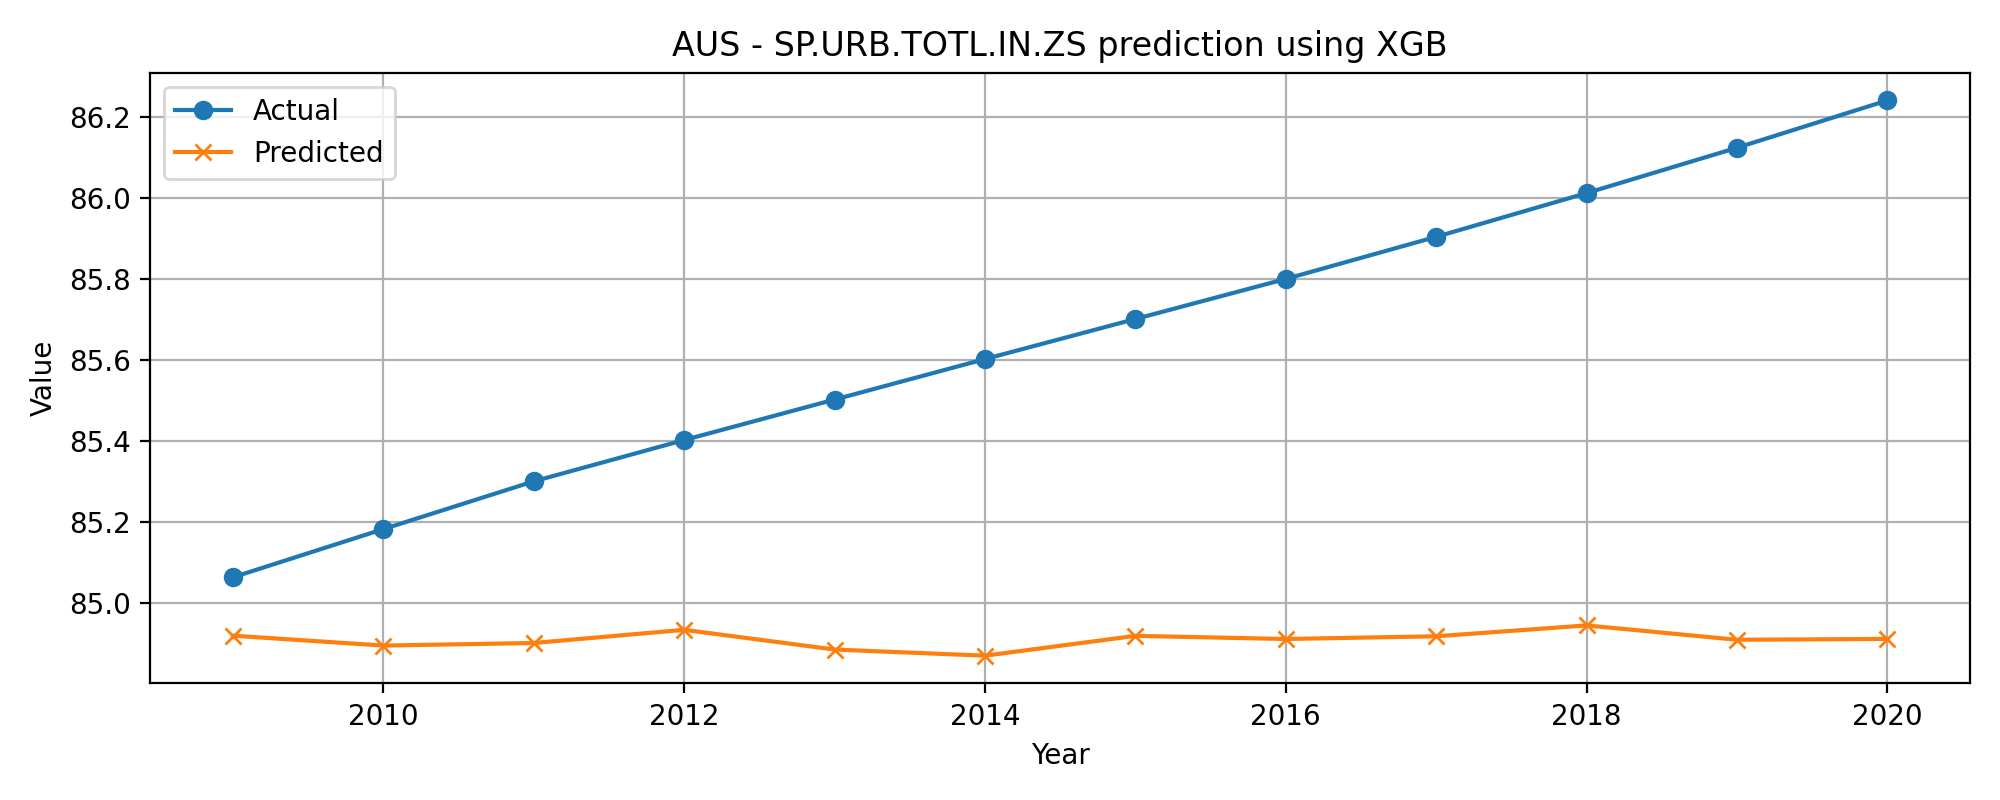 AUS - SP.URB.TOTL.IN.ZS prediction using XGB
Actual
Predicted
86.2
86.0
85.8
85.6
85.4
85.2
85.0
Value
2010 2012 2014 2016 2018 2020
Year